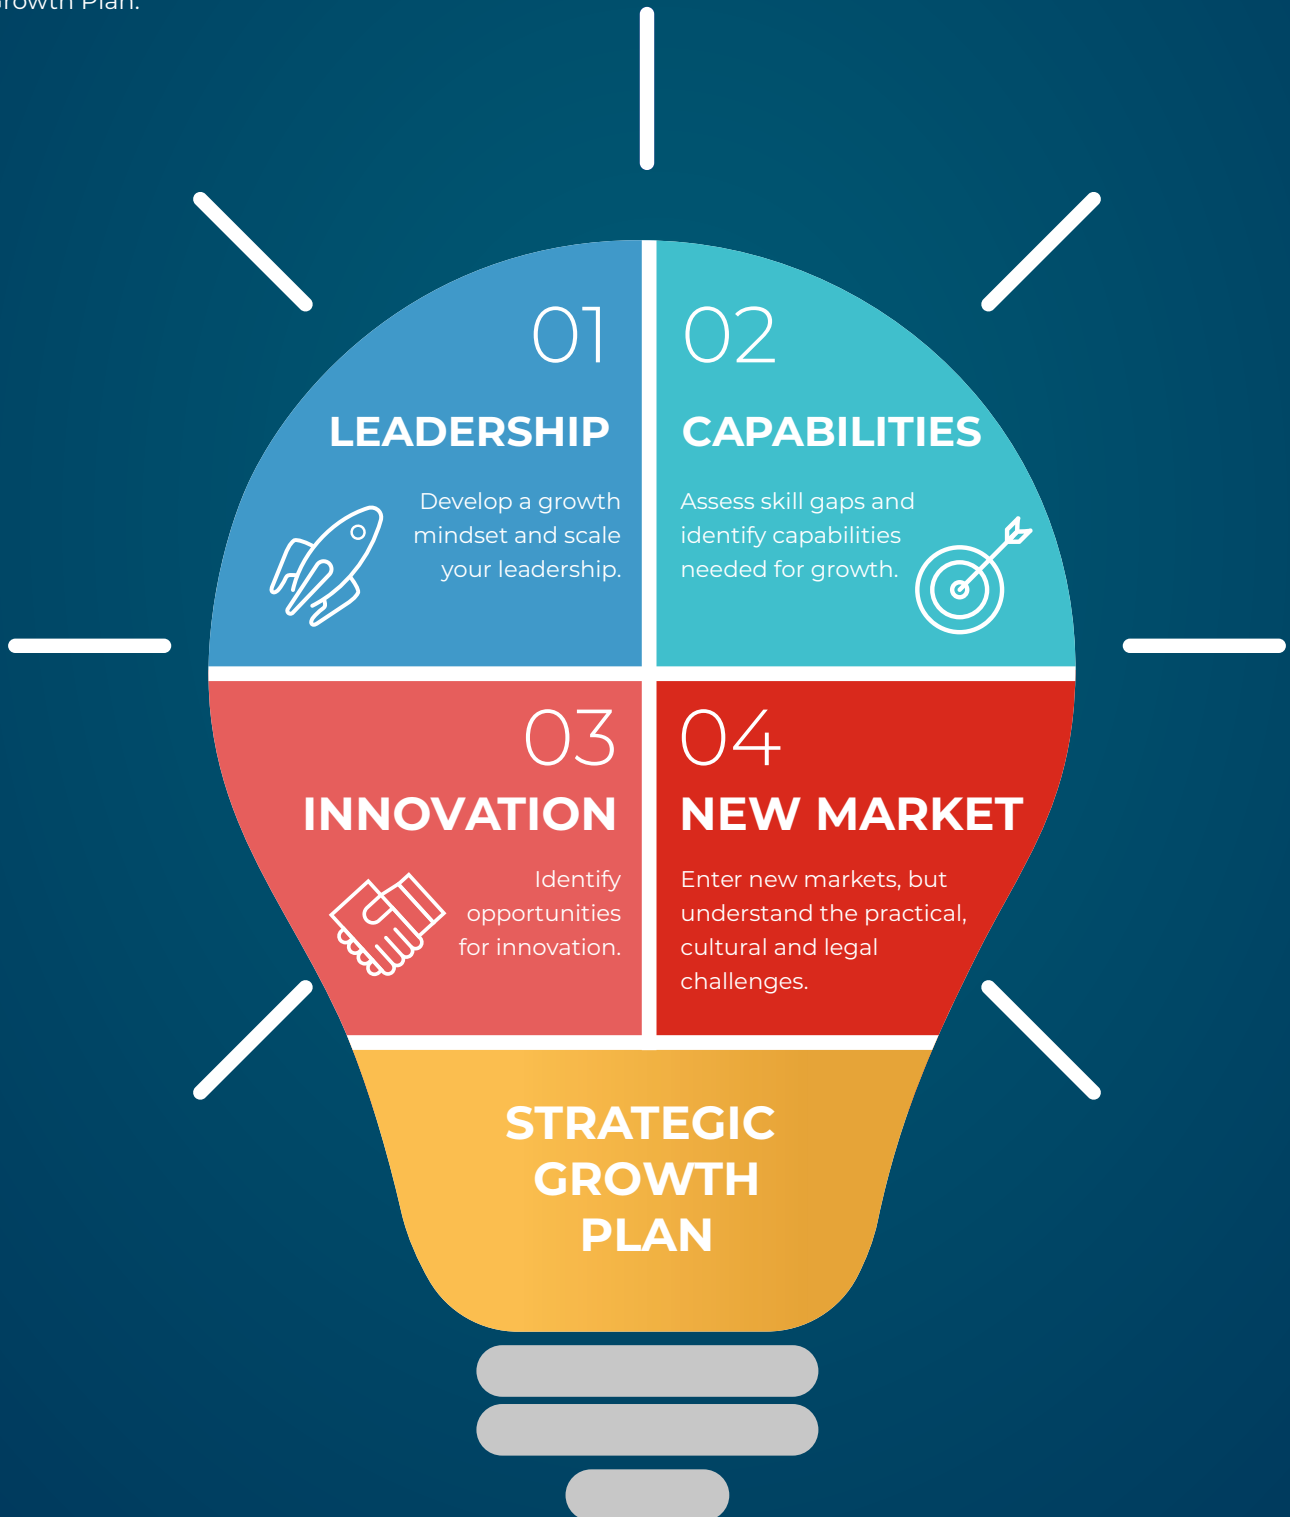 Plan.
01
LEADERSHIP
Develop a growth
mindset and scale
your leadership.
02
CAPABILITIES
Assess skill gaps and
identify capabilities
needed for growth.
03
INNOVATION
Identify
opportunities
for innovation.
04
NEW MARKET
Enter new markets, but
understand the practical,
cultural and legal
challenges.
STRATEGIC
GROWTH
PLAN